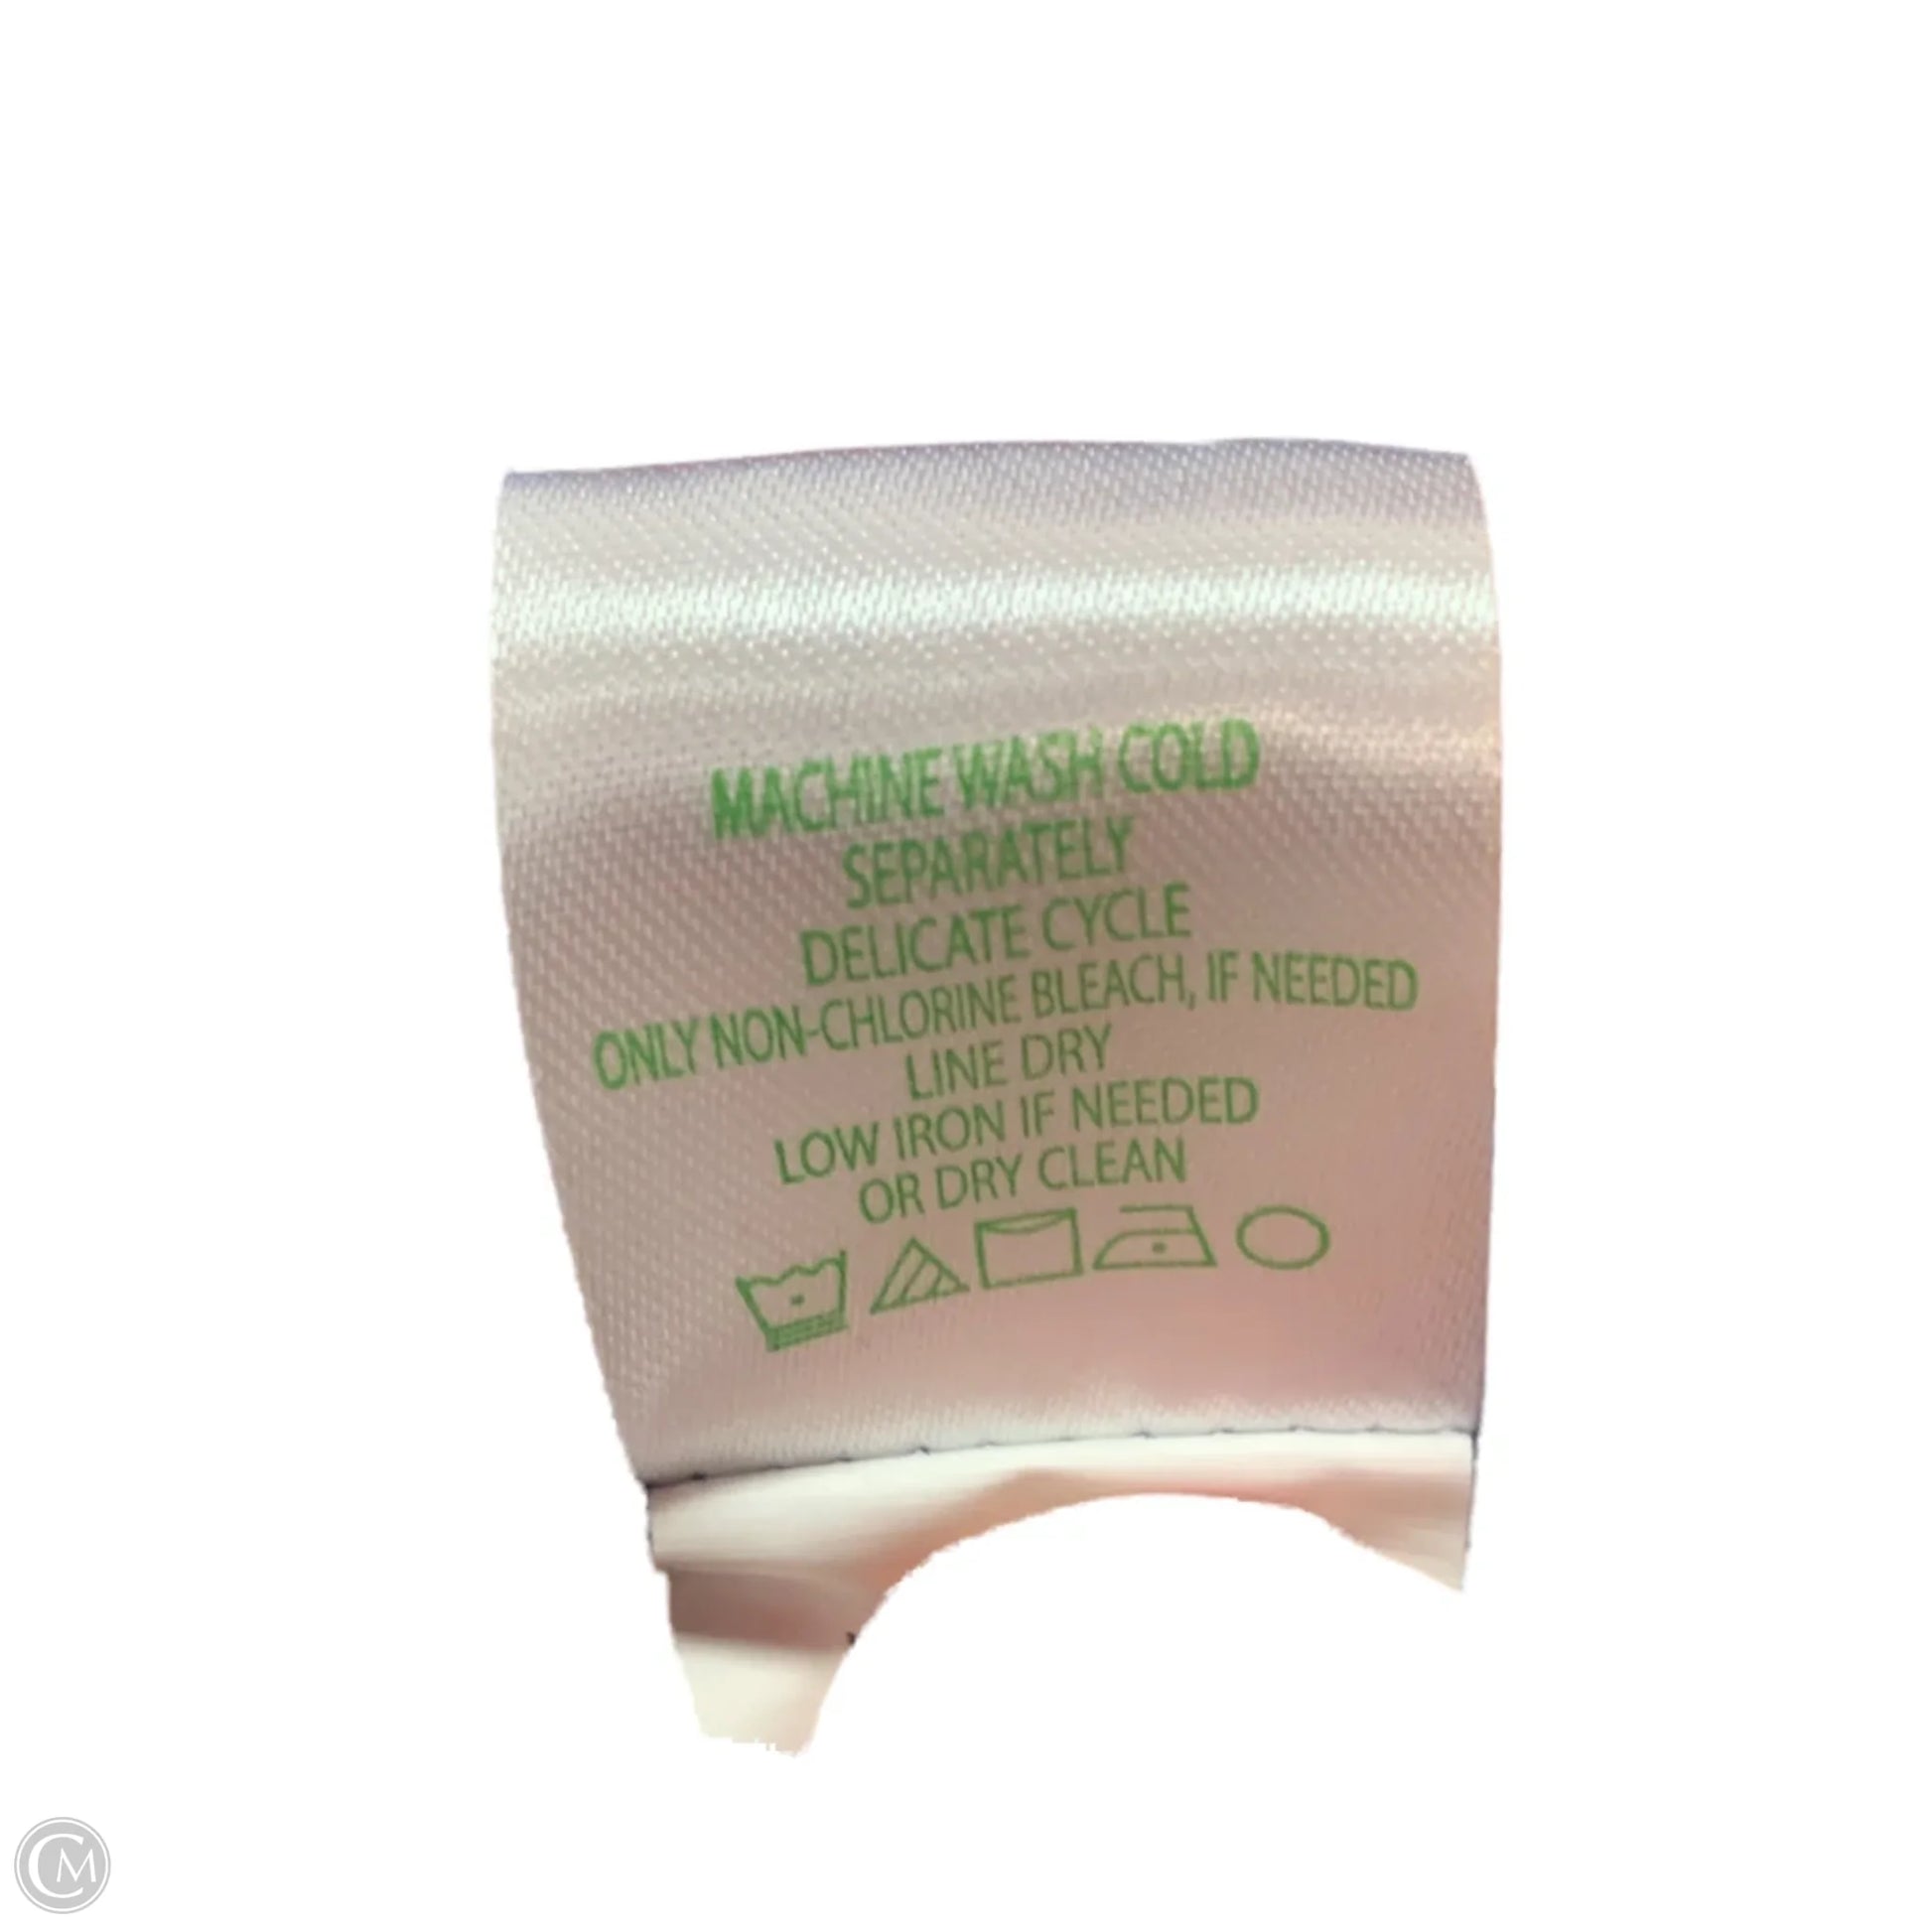 MACHINE WASH COLD
SEPARATELY
DELICATE CYCLE
ONLY NON-CHLORINE BLEACH, IF NEEDED
LINE DRY
LOW IRON IF NEEDED
OR DRY CLEAN
CM